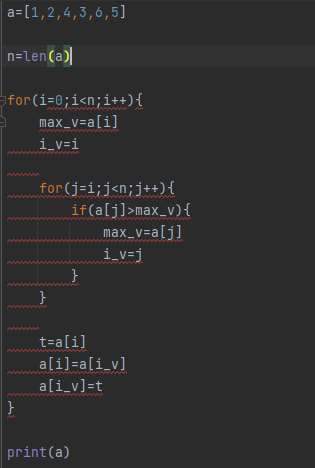 a=[1,2,4,3,6,5]
n=len(a)
for(i=0;i<n;i++){
max_v=a[i]
i_v=i
for(j=i;j<n;j++){
if(a[j]>max_v){
max_v=a[j]
i_v=j
}
}
t=a[i]
a[i]=a[i_v]
a[i_v]=t
}
print(a)